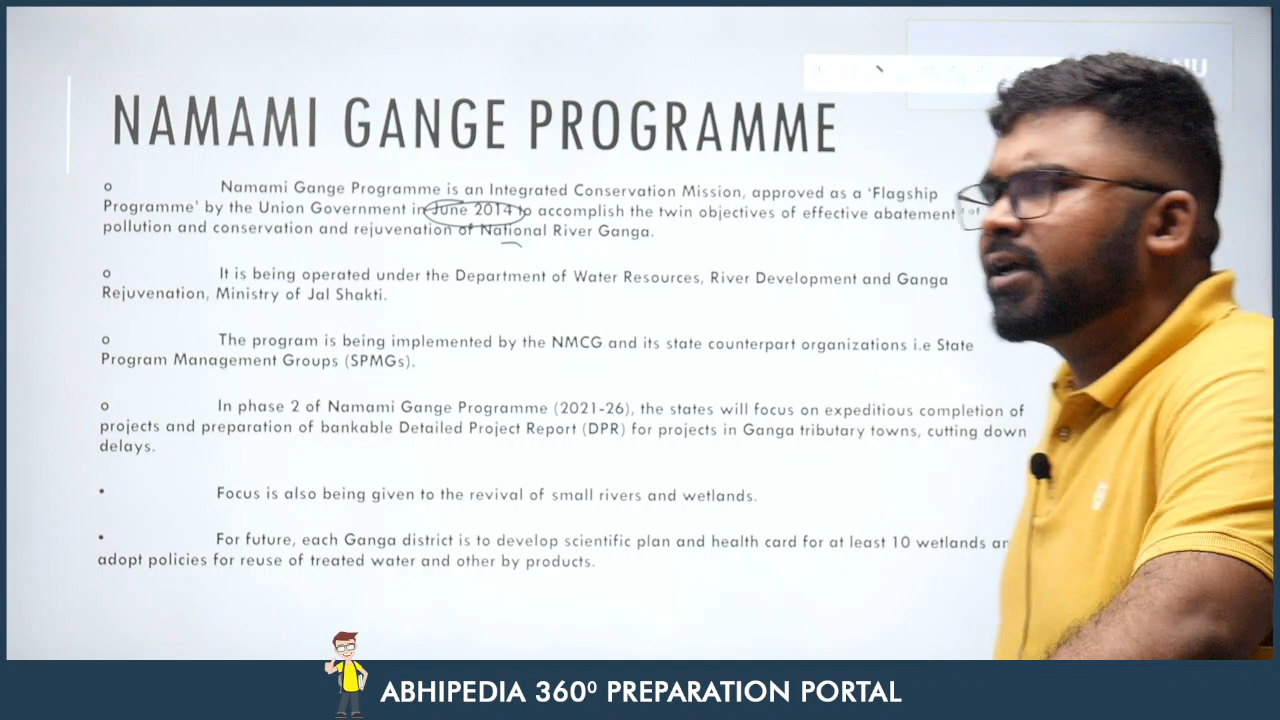 NU
NAMAMI GANGE PROGRAMME
o Namami Gange Programme is an Integrated Conservation Mission, approved as a 'Flagship
Programme' by the Union Government in June 2014 to accomplish the twin objectives of effective abatement of
pollution and conservation and rejuvenation of National River Ganga.
o It is being operated under the Department of Water Resources, River Development and Ganga
Rejuvenation, Ministry of Jal Shakti.
o The program is being implemented by the NMCG and its state counterpart organizations i.e State
Program Management Groups (SPMGs).
o In phase 2 of Namami Gange Programme (2021-26), the states will focus on expeditious completion of
projects and preparation of bankable Detailed Project Report (DPR) for projects in Ganga tributary towns, cutting down
delays.
• Focus is also being given to the revival of small rivers and wetlands.
• For future, each Ganga district is to develop scientific plan and health card for at least 10 wetlands an
adopt policies for reuse of treated water and other by products.
ABHIPEDIA 360⁰ PREPARATION PORTAL